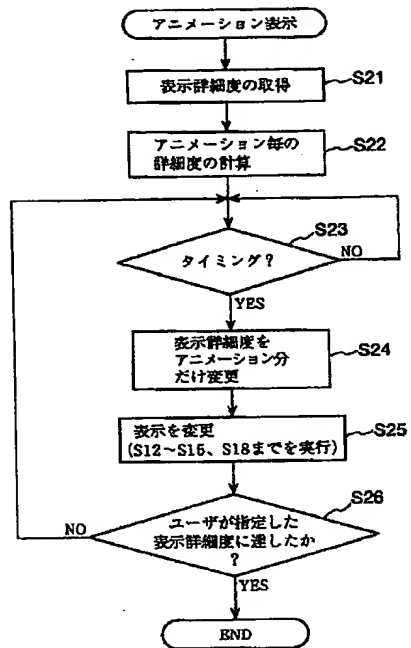 アニメーション表示
表示詳細度の取得
S21
アニメーション毎の
詳細度の計算
S22
タイミング?
S23
NO
YES
表示詳細度を
アニメーション分
だけ変更
S24
表示を変更
(S12~S15、S18までを実行)
S25
ユーザが指定した
表示詳細度に達したか
?
S26
NO
YES
END